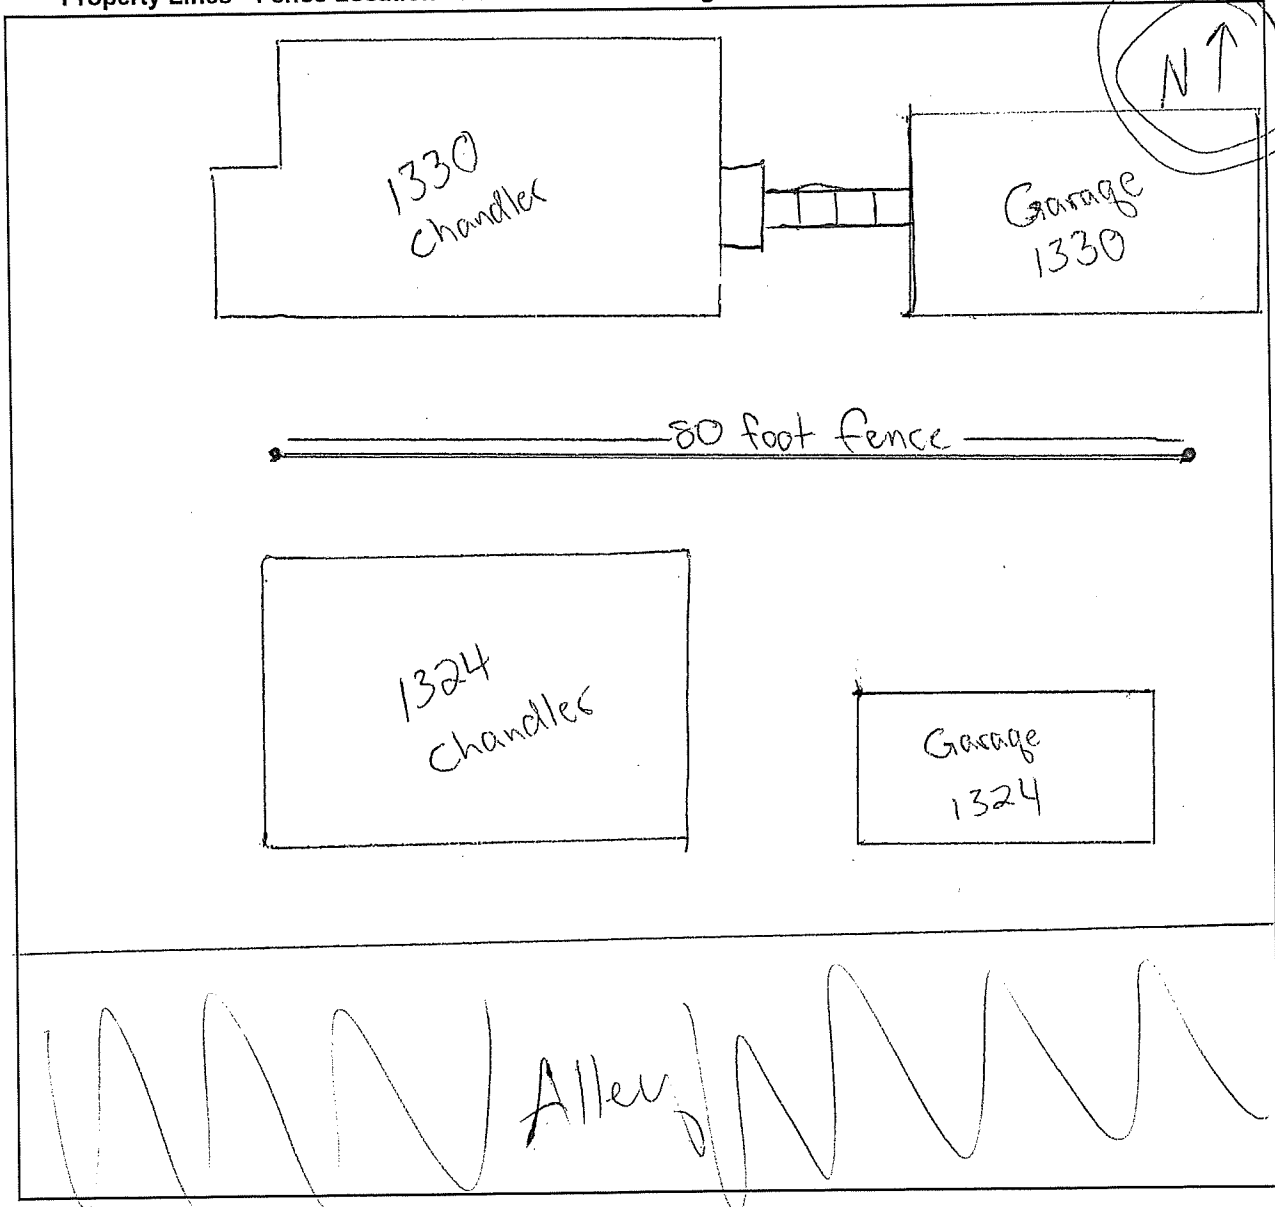 Property Lines Fence Location
N
1330
Chandler
Garage
1330
80 foot fence
1324
Chandler
Garage
1324
Alley